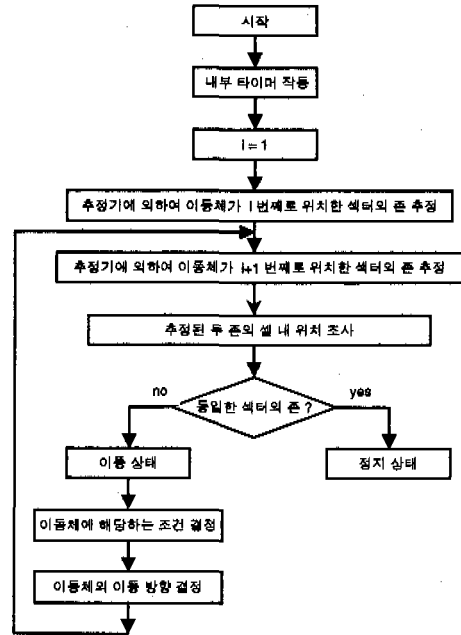 시작
내부 타이머 작동
i = 1
추정기에 의하여 이동체가 i 번째로 위치한 섹터의 존 추정
추정기에 의하여 이동체가 i+1 번째로 위치한 섹터의 존 추정
추정된 두 존의 셀 내 위치 조사
no
동일한 섹터의 존 ?
yes
이동 상태
정지 상태
이동체에 해당하는 조건 결정
이동체의 이동 방향 결정